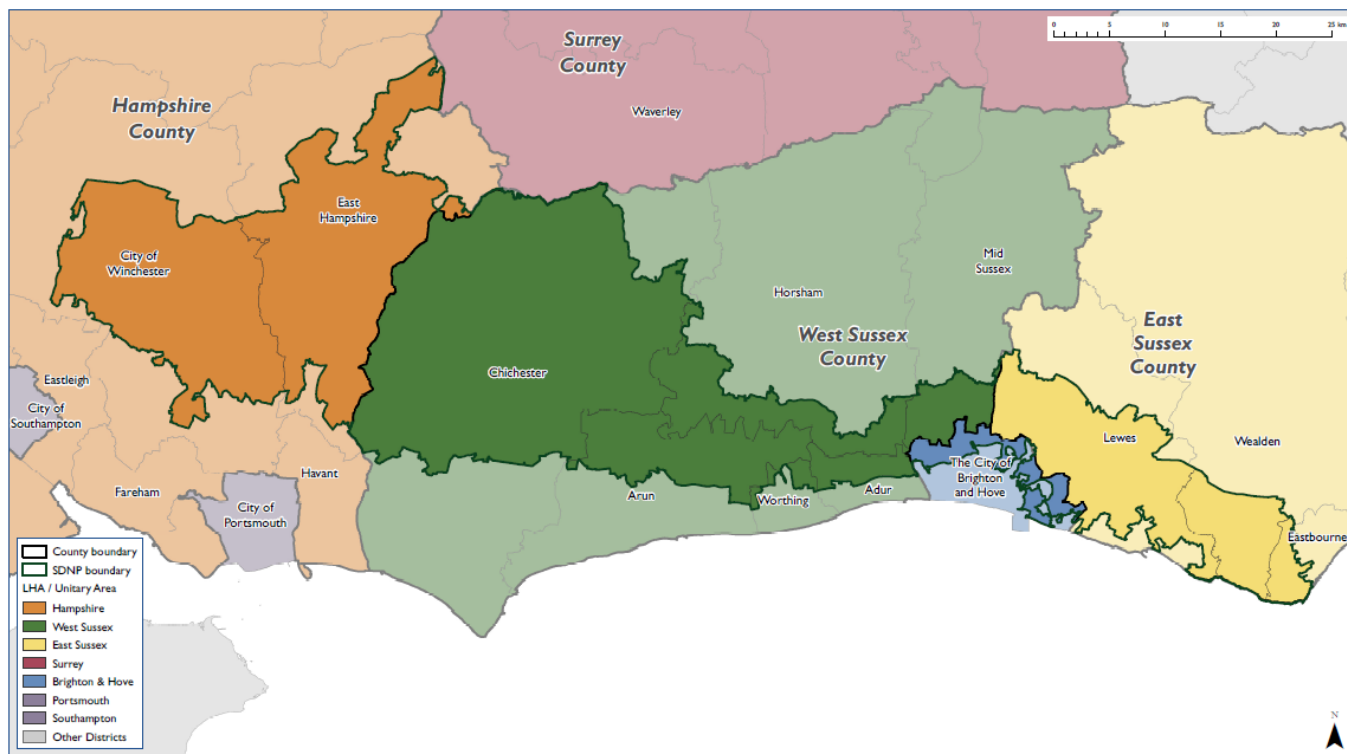 0 5 10 15 20 25 km
Surrey
County
Hampshire
County
Waverley
East
Hampshire
City of
Winchester
Mid
Sussex
Horsham
West Sussex
County
East
Sussex
County
Chichester
Eastleigh
City of
Southampton
Lewes
Wealden
Havant
The City of
Brighton
and Hove
Fareham
Arun
Worthing
Adur
City of
Portsmouth
Eastbourne
County boundary
SDNP boundary
LHA / Unitary Area
Hampshire
West Sussex
East Sussex
Surrey
Brighton & Hove
Portsmouth
Southampton
Other Districts
N